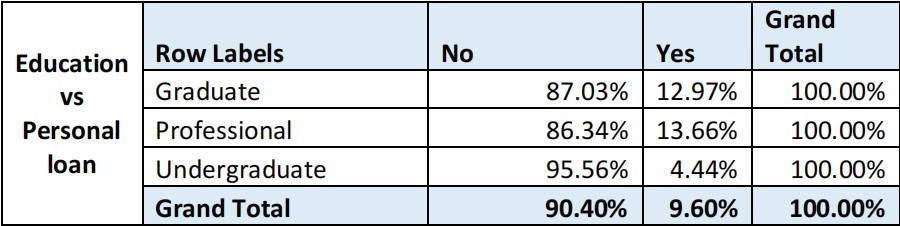 Education
vs
Personal
loan
Row Labels No Yes Grand Total
Graduate 87.03% 12.97% 100.00%
Professional 86.34% 13.66% 100.00%
Undergraduate 95.56% 4.44% 100.00%
Grand Total 90.40% 9.60% 100.00%